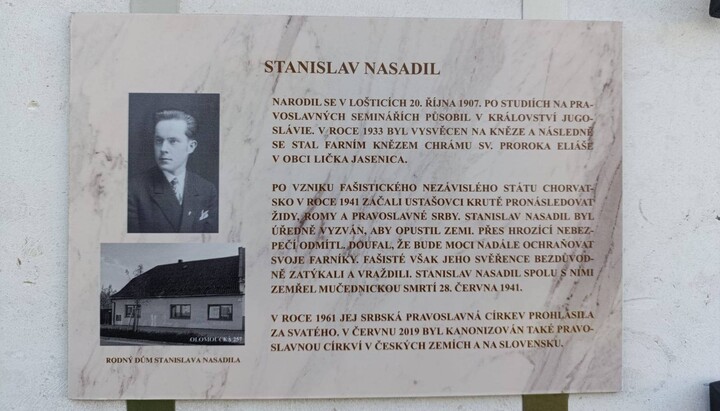 STANISLAV NASADIL
NARODIL SE V LOŠTICÍCH 20. ŘÍJNA 1907. PO STUDIÍCH NA PRA-
VOSLAVNÝCH SEMINÁŘÍCH PŮSOBIL V KRÁLOVSTVÍ JUGO-
SLÁVIE. V ROCE 1933 BYL VYSVĚCEN NA KNĚZE A NÁSLEDNĚ
SE STAL FARNÍM KNĚZEM CHRÁMU SV. PROROKA ELIÁŠE
V OBCI LIČKA JASENICA.
PO VZNIKU FAŠISTICKÉHO NEZÁVISLÉHO STÁTU CHORVAT-
SKO V ROCE 1941 ZAČALI USTAŠOVCI KRUTĚ PRONÁSLEDOVAT
ŽIDY, ROMY A PRAVOSLAVNÉ SRBY. STANISLAV NASADIL BYL
ÚŘEDNĚ VYZVÁN, ABY OPUSTIL ZEMI. PŘES HROZÍCÍ NEBEZ-
PEČÍ ODMÍTL. DOUFAL, ŽE BUDE MOCI NADÁLE OCHRAŇOVAT
SVOJE FARNÍKY. FAŠISTÉ VŠAK JEHO SVĚŘENCE BEZDŮVOD-
NĚ ZATÝKALI A VRAŽDILI. STANISLAV NASADIL SPOLU S NIMI
ZEMŘEL MUČEDNICKOU SMRTÍ 28. ČERVNA 1941.
V ROCE 1961 JEJ SRBSKÁ PRAVOSLAVNÁ CÍRKEV PROHLÁSILA
ZA SVATÉHO. V ČERVNU 2019 BYL KANONIZOVÁN TAKÉ PRAVO-
SLAVNOU CÍRKVÍ V ČESKÝCH ZEMÍCH A NA SLOVENSKU.
OLOMOUCKÁ 297
RODNÝ DŮM STANISLAVA NASADILA